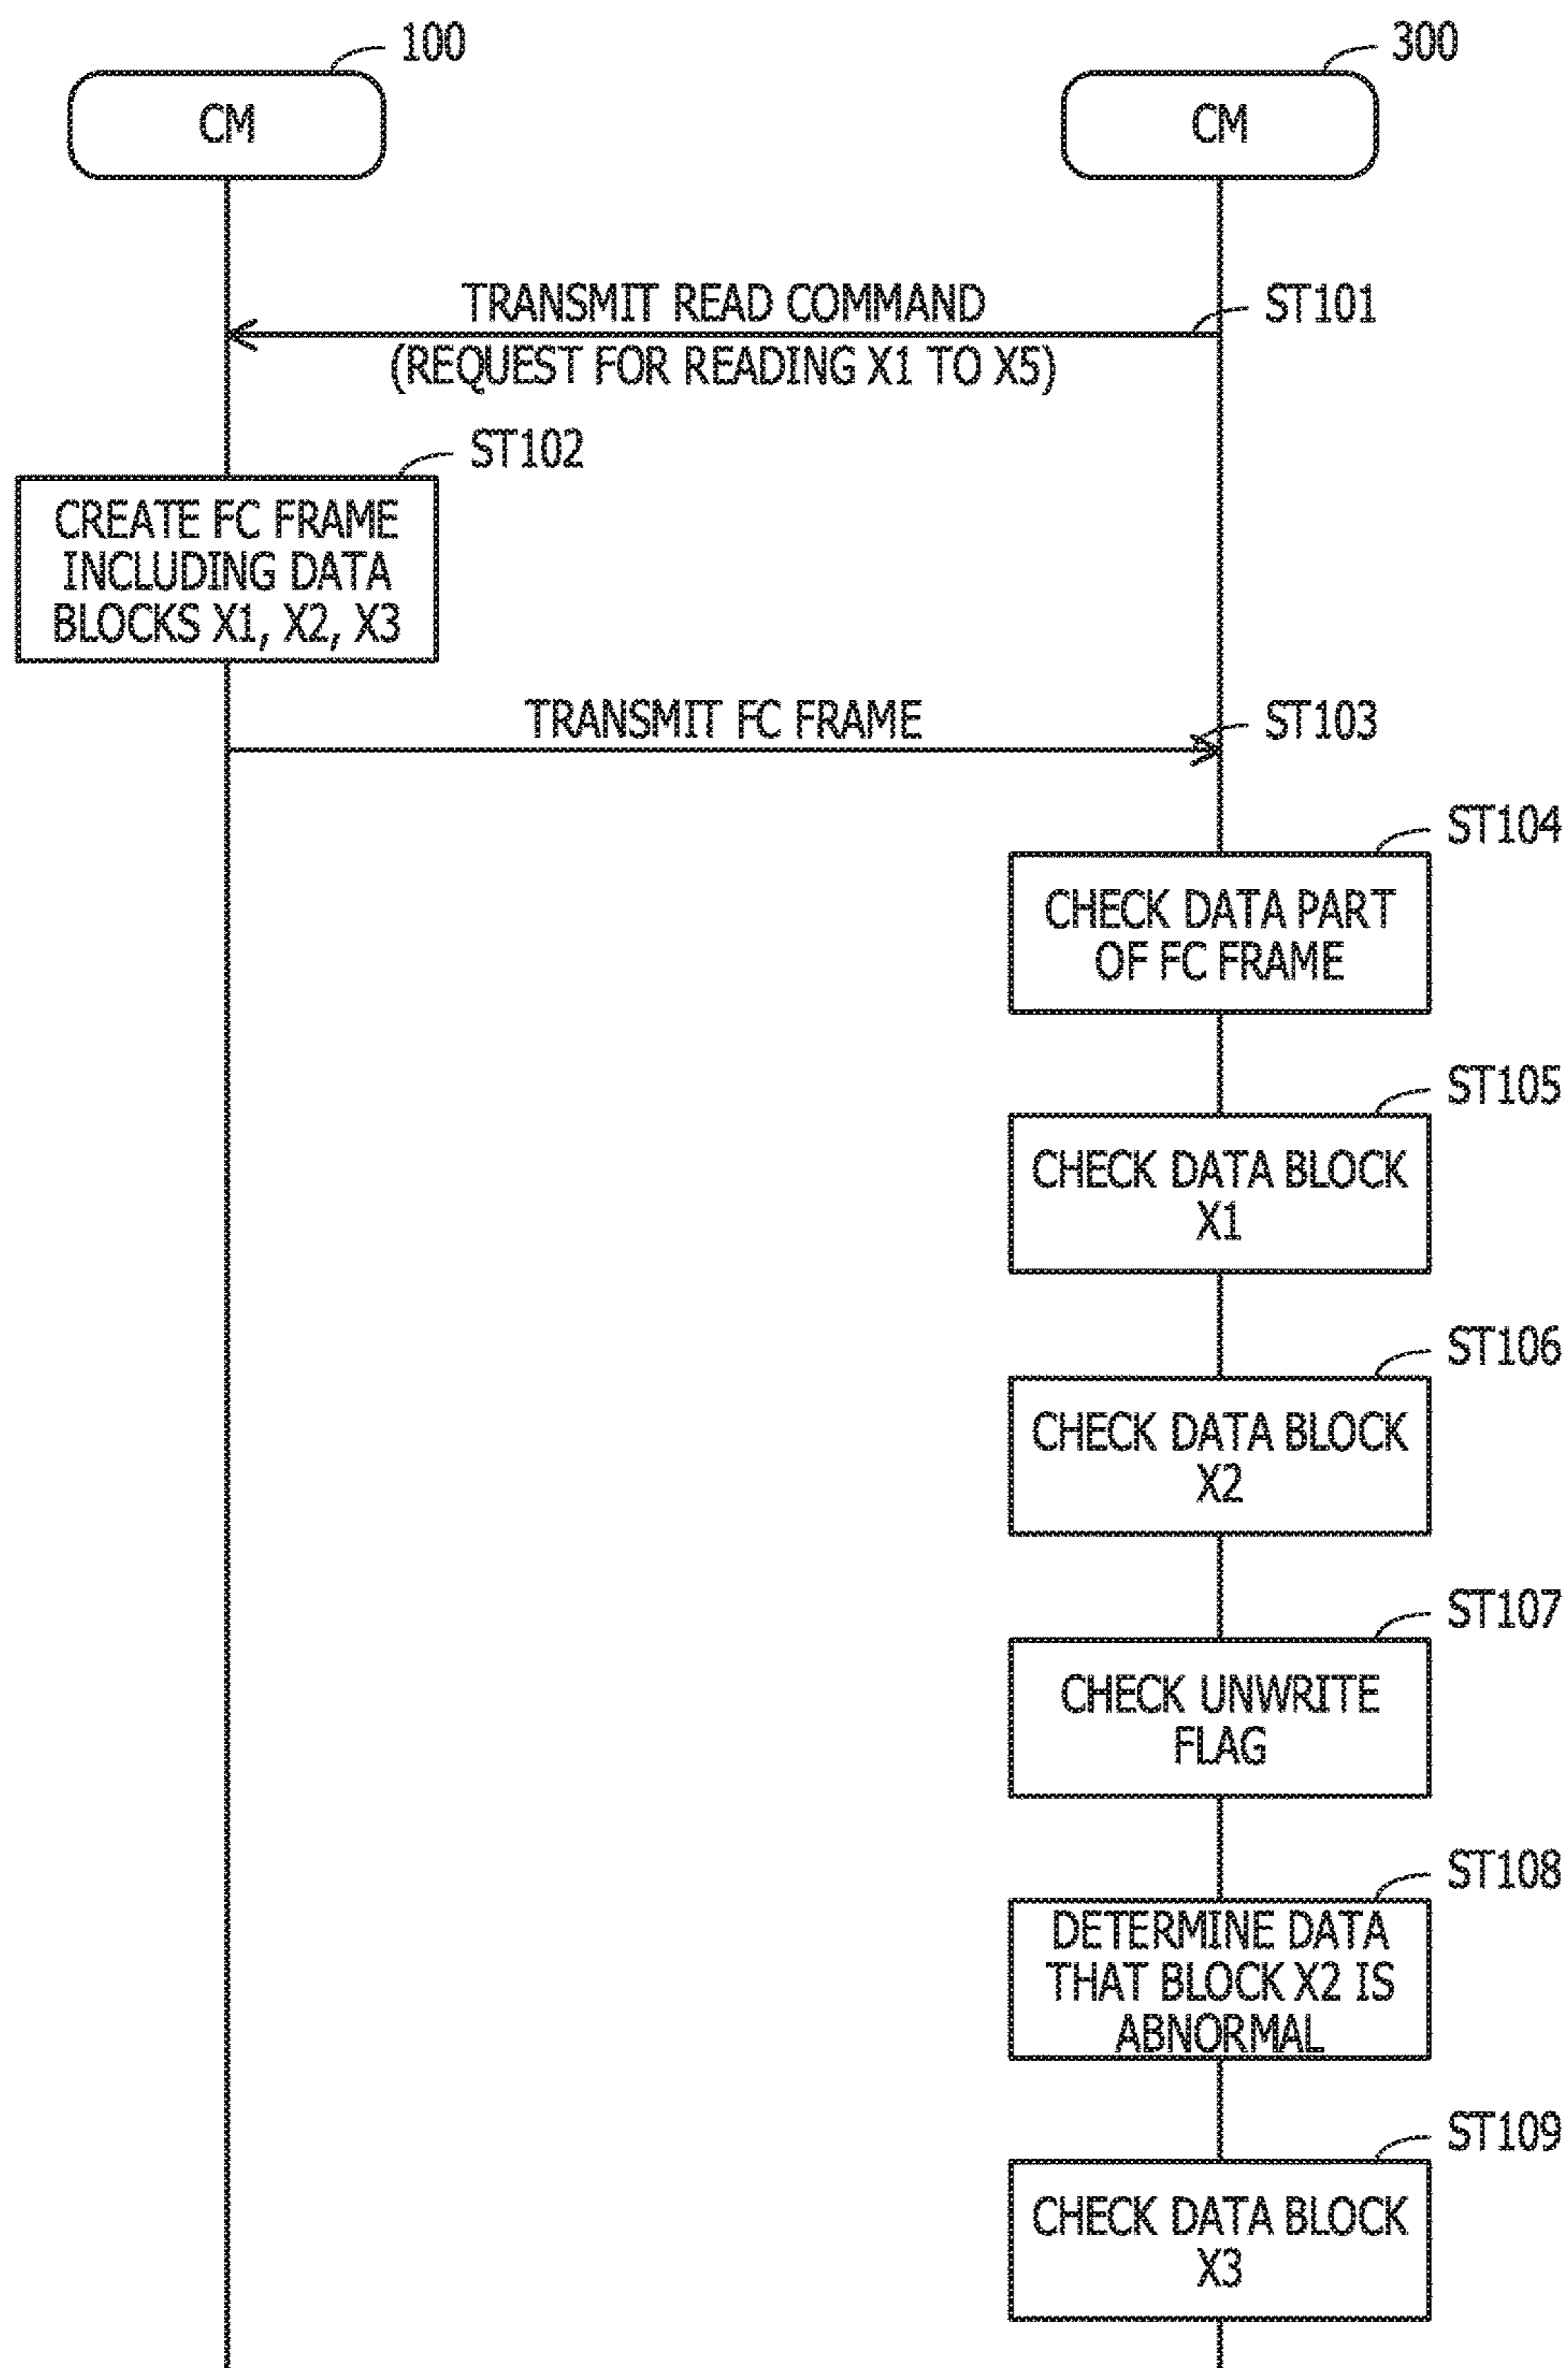 100
300
CM
CM
TRANSMIT READ COMMAND
ST101
(REQUEST FOR READING X1 TO X5)
ST102
CREATE FC FRAME
INCLUDING DATA
BLOCKS X1, X2, X3
TRANSMIT FC FRAME
ST103
ST104
CHECK DATA PART
OF FC FRAME
ST105
CHECK DATA BLOCK
X1
ST106
CHECK DATA BLOCK
X2
ST107
CHECK UNWRITE
FLAG
ST108
DETERMINE DATA
THAT BLOCK X2 IS
ABNORMAL
ST109
CHECK DATA BLOCK
X3